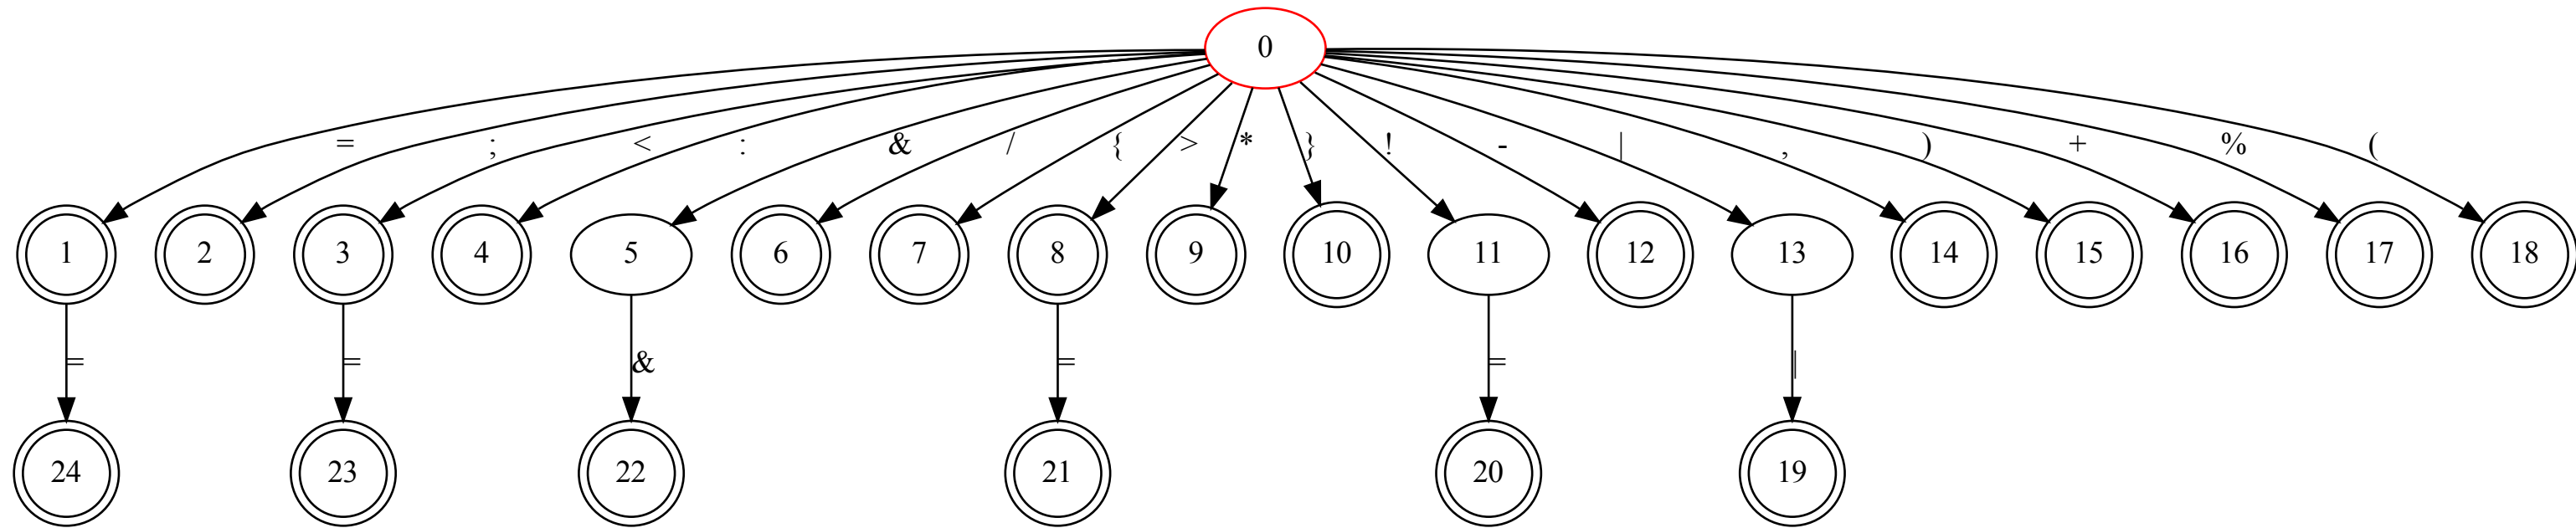 0
= ; < : & / { > * } ! - | , ) + % (
1 2 3 4 5 6 7 8 9 10 11 12 13 14 15 16 17 18
= = & = = |
24 23 22 21 20 19